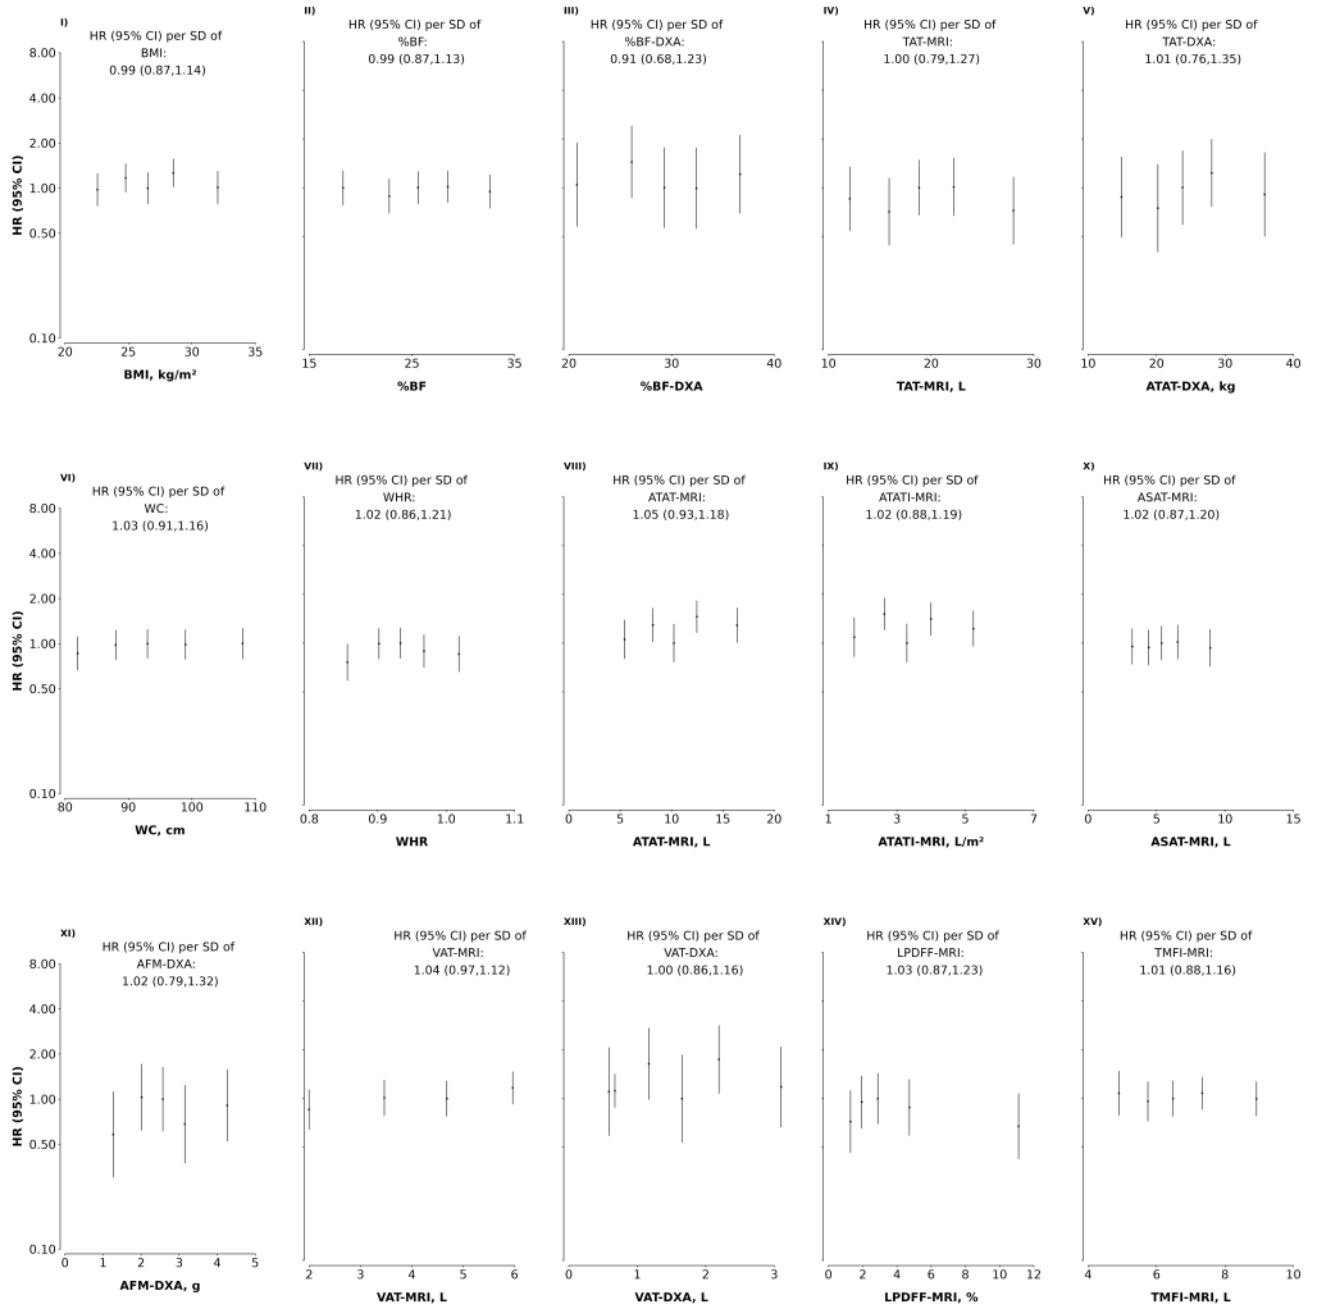 I)
HR (95% CI) per SD of
BMI:
0.99 (0.87,1.14)
8.00
4.00
2.00
1.00
0.50
0.10
HR (95% CI)
20 25 30 35
BMI, kg/m²
II)
HR (95% CI) per SD of
%BF:
0.99 (0.87,1.13)
15 25 35
%BF
III)
HR (95% CI) per SD of
%BF-DXA:
0.91 (0.68,1.23)
20 30 40
%BF-DXA
IV)
HR (95% CI) per SD of
TAT-MRI:
1.00 (0.79,1.27)
10 20 30
TAT-MRI, L
V)
HR (95% CI) per SD of
TAT-DXA:
1.01 (0.76,1.35)
10 20 30 40
ATAT-DXA, kg
VI)
HR (95% CI) per SD of
WC:
1.03 (0.91,1.16)
8.00
4.00
2.00
1.00
0.50
0.10
HR (95% CI)
80 90 100 110
WC, cm
VII)
HR (95% CI) per SD of
WHR:
1.02 (0.86,1.21)
0.8 0.9 1.0 1.1
WHR
VIII)
HR (95% CI) per SD of
ATAT-MRI:
1.05 (0.93,1.18)
0 5 10 15 20
ATAT-MRI, L
IX)
HR (95% CI) per SD of
ATATI-MRI:
1.02 (0.88,1.19)
1 3 5 7
ATATI-MRI, L/m²
X)
HR (95% CI) per SD of
ASAT-MRI:
1.02 (0.87,1.20)
0 5 10 15
ASAT-MRI, L
XI)
HR (95% CI) per SD of
AFM-DXA:
1.02 (0.79,1.32)
8.00
4.00
2.00
1.00
0.50
0.10
HR (95% CI)
0 1 2 3 4 5
AFM-DXA, g
XII)
HR (95% CI) per SD of
VAT-MRI:
1.04 (0.97,1.12)
2 3 4 5 6
VAT-MRI, L
XIII)
HR (95% CI) per SD of
VAT-DXA:
1.00 (0.86,1.16)
0 1 2 3
VAT-DXA, L
XIV)
HR (95% CI) per SD of
LPDFF-MRI:
1.03 (0.87,1.23)
0 2 4 6 8 10 12
LPDFF-MRI, %
XV)
HR (95% CI) per SD of
TMFI-MRI:
1.01 (0.88,1.16)
4 6 8 10
TMFI-MRI, L